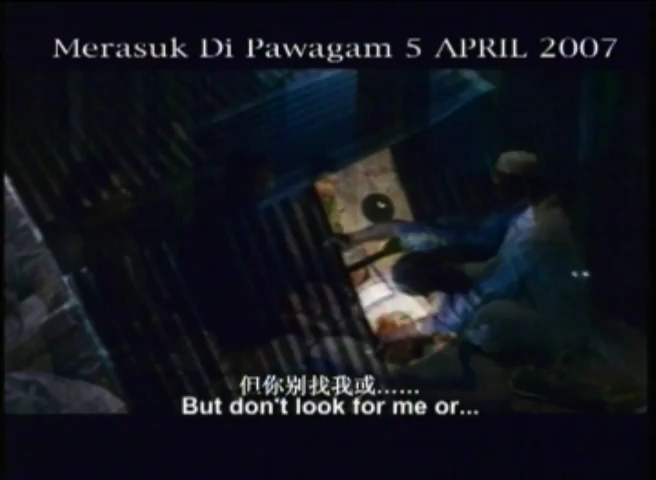 Merasuk Di Pawagam 5 APRIL 2007
但你别找我或……
But don't look for me or...